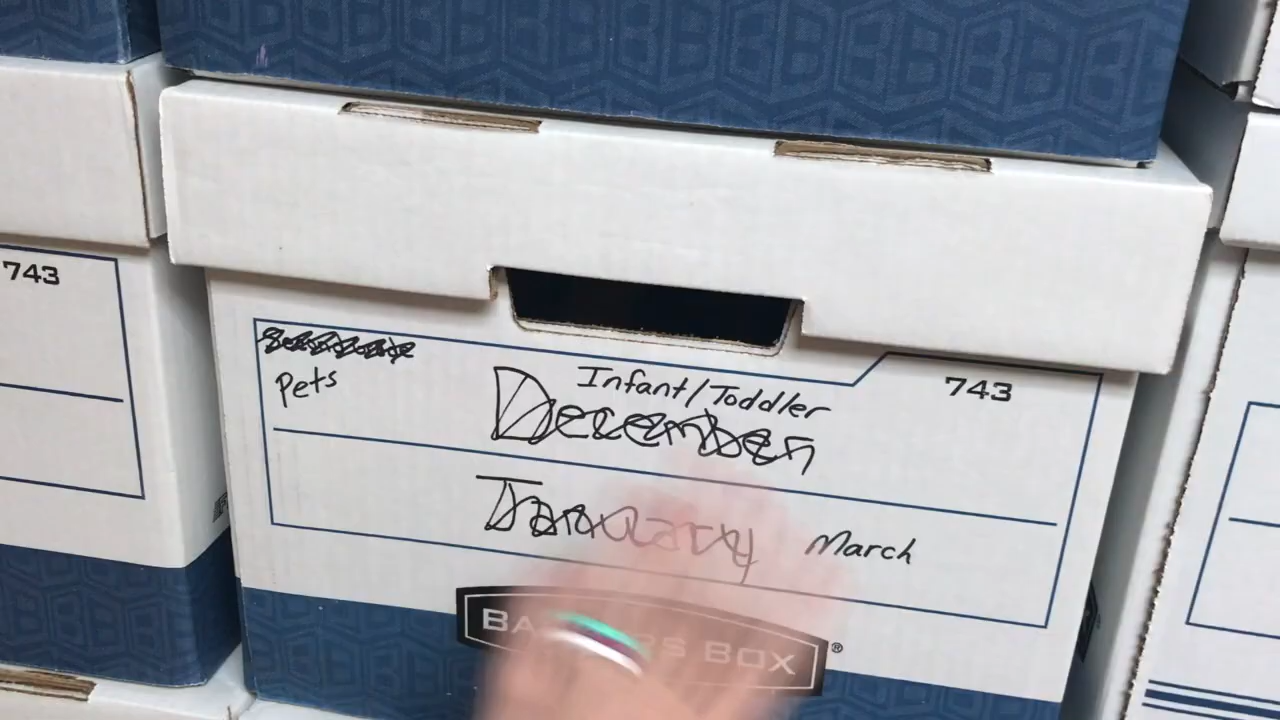 743
Pets
Infant/Toddler
December
743
January March
BANKERS BOX®